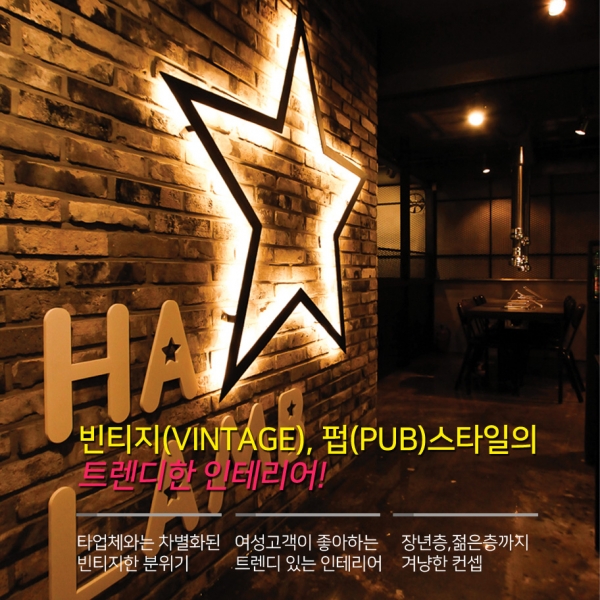 HA
LAMB
빈티지(VINTAGE), 펍(PUB)스타일의
트렌디한 인테리어!
타업체와는 차별화된
빈티지한 분위기
여성고객이 좋아하는
트렌디 있는 인테리어
장년층,젊은층까지
겨냥한 컨셉